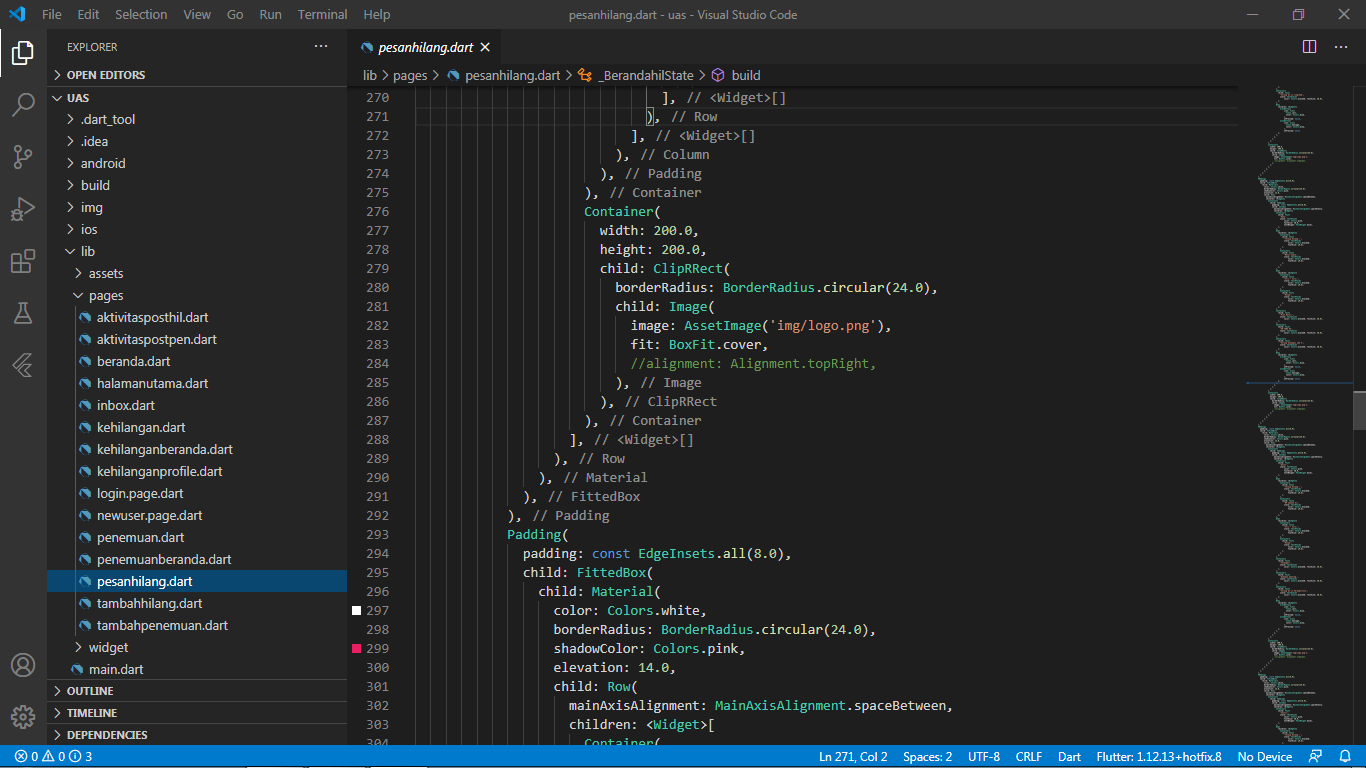 File Edit Selection View Go Run Terminal Help
pesanhilang.dart - uas - Visual Studio Code
EXPLORER
OPEN EDITORS
UAS
.dart_tool
.idea
android
build
img
ios
lib
assets
pages
aktivitasposthil.dart
aktivitaspostpen.dart
beranda.dart
halamanutama.dart
inbox.dart
kehilangan.dart
kehilanganberanda.dart
kehilanganprofile.dart
login.page.dart
newuser.page.dart
penemuan.dart
penemuanberanda.dart
pesanhilang.dart
tambahhilang.dart
tambahpenemuan.dart
widget
main.dart
OUTLINE
TIMELINE
DEPENDENCIES
pesanhilang.dart
lib > pages > pesanhilang.dart > _BerandahilState > build
270 ], // <Widget>[]
271 ), // Row
272 ], // <Widget>[]
273 ), // Column
274 ), // Padding
275 ), // Container
276 Container(
277 width: 200.0,
278 height: 200.0,
279 child: ClipRRect(
280 borderRadius: BorderRadius.circular(24.0),
281 child: Image(
282 image: AssetImage('img/logo.png'),
283 fit: BoxFit.cover,
284 //alignment: Alignment.topRight,
285 ), // Image
286 ), // ClipRRect
287 ), // Container
288 ], // <Widget>[]
289 ), // Row
290 ), // Material
291 ), // FittedBox
292 ), // Padding
293 Padding(
294 padding: const EdgeInsets.all(8.0),
295 child: FittedBox(
296 child: Material(
297 color: Colors.white,
298 borderRadius: BorderRadius.circular(24.0),
299 shadowColor: Colors.pink,
300 elevation: 14.0,
301 child: Row(
302 mainAxisAlignment: MainAxisAlignment.spaceBetween,
303 children: <Widget>[
304 Container(
0 0 3 Ln 271, Col 2 Spaces: 2 UTF-8 CRLF Dart Flutter: 1.12.13+hotfix.8 No Device